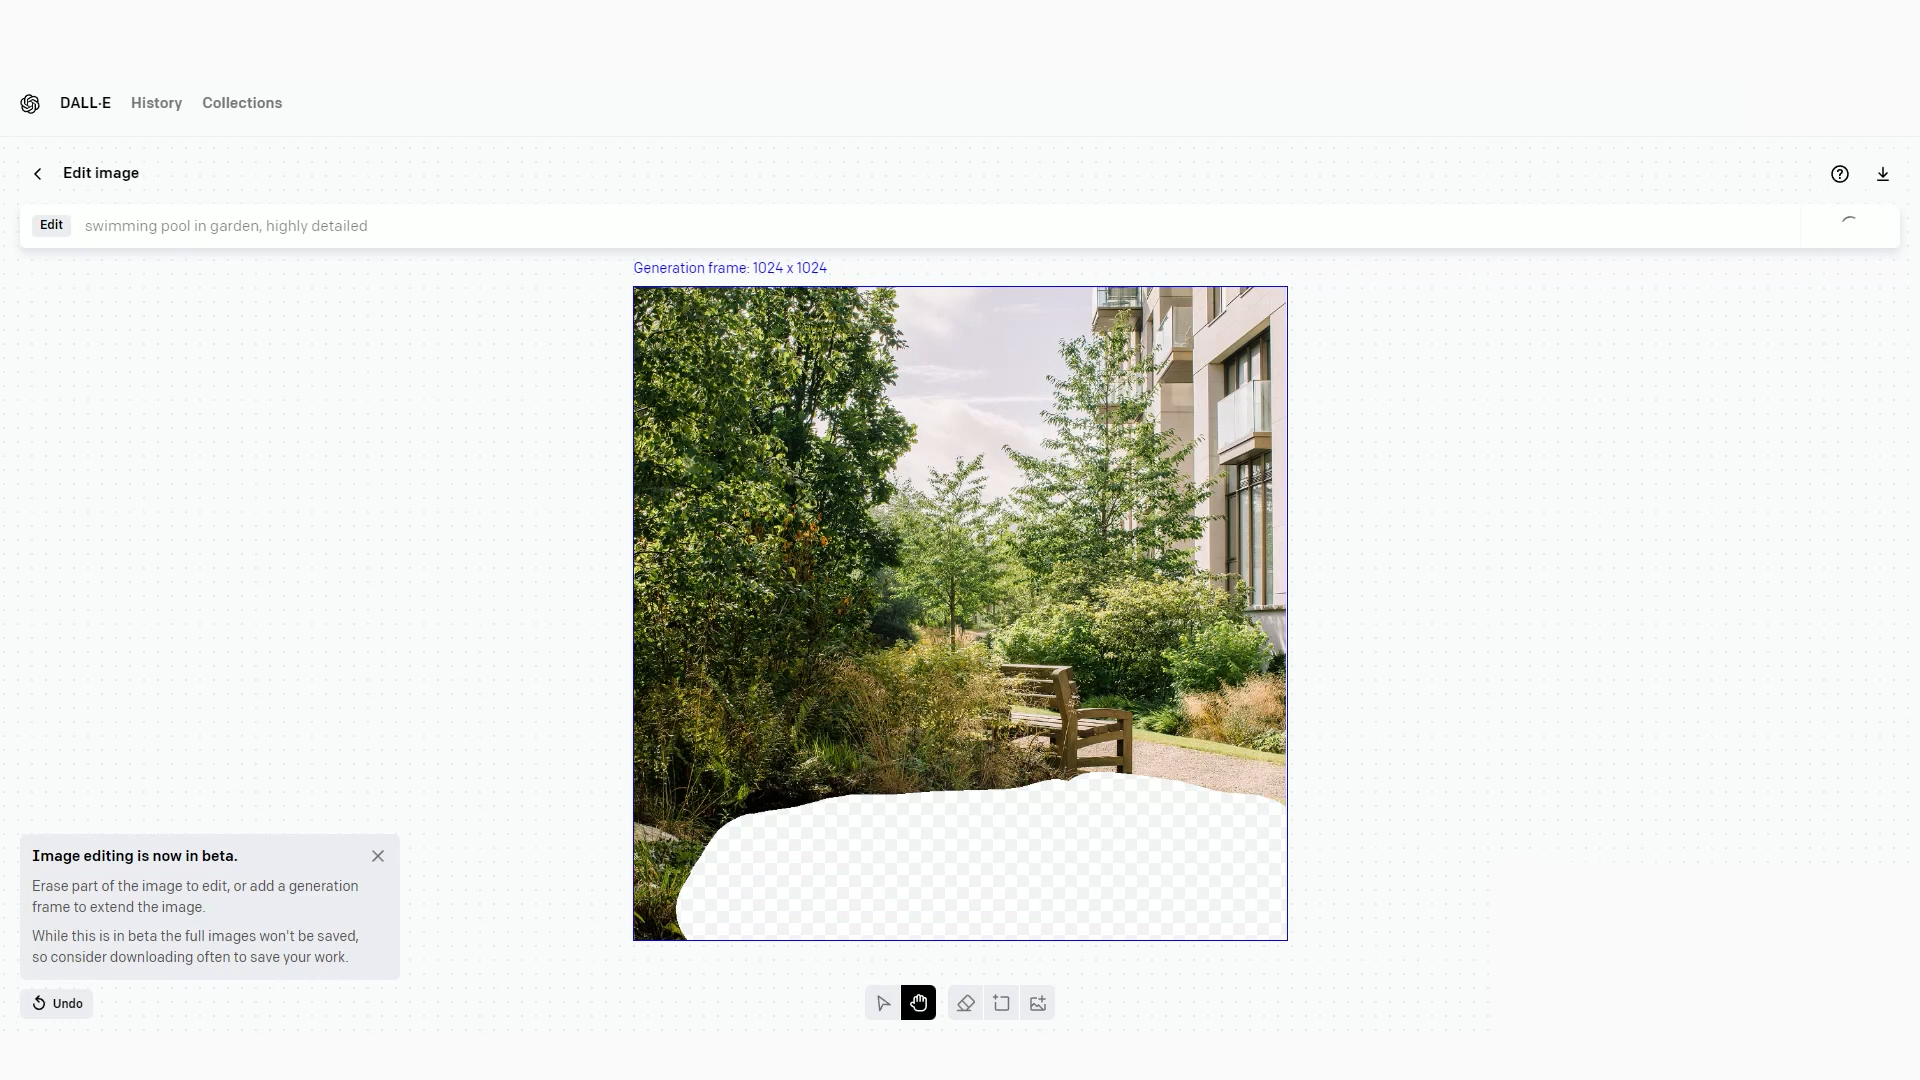 DALL·E History Collections
Edit image
Edit swimming pool in garden, highly detailed
Generation frame: 1024 x 1024
Image editing is now in beta.
Erase part of the image to edit, or add a generation
frame to extend the image.
While this is in beta the full images won't be saved,
so consider downloading often to save your work.
Undo